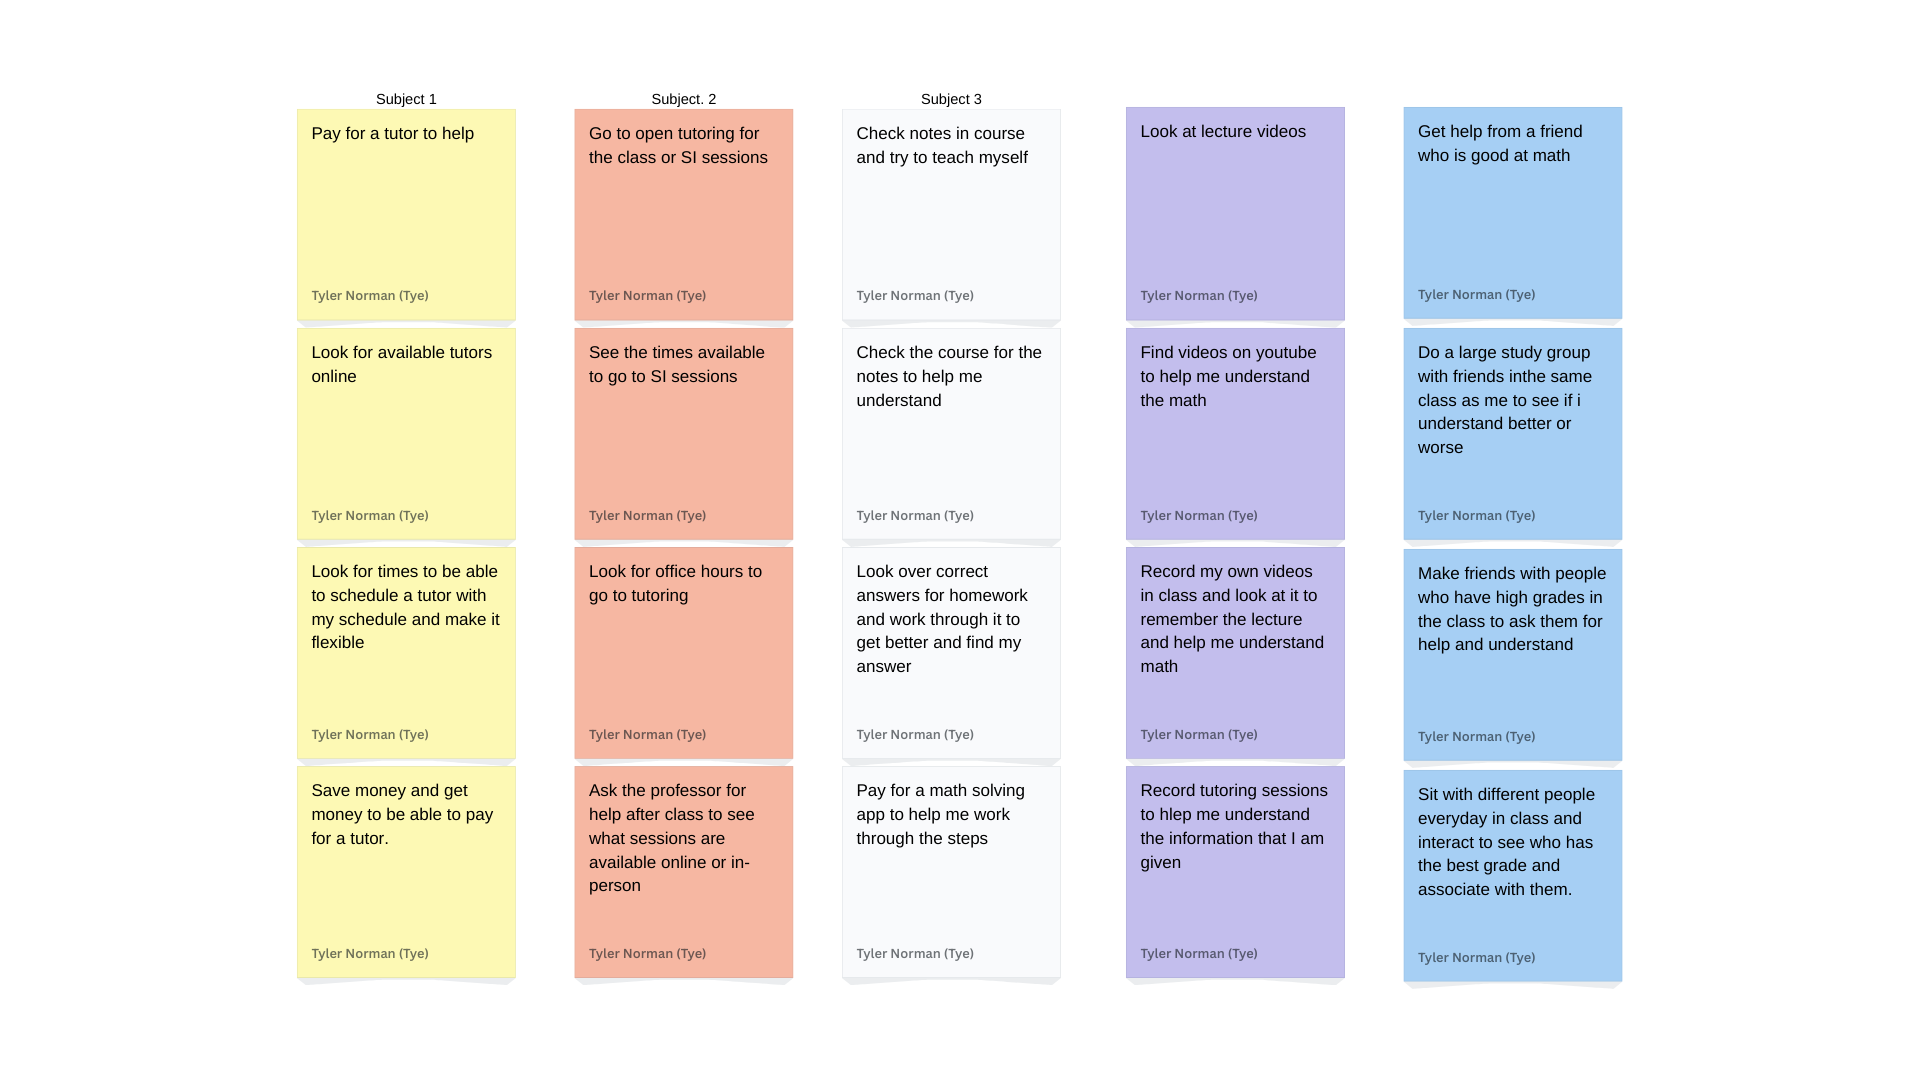 Subject 1
Pay for a tutor to help
Tyler Norman (Tye)
Look for available tutors
online
Tyler Norman (Tye)
Look for times to be able
to schedule a tutor with
my schedule and make it
flexible
Tyler Norman (Tye)
Save money and get
money to be able to pay
for a tutor.
Tyler Norman (Tye)
Subject. 2
Go to open tutoring for
the class or SI sessions
Tyler Norman (Tye)
See the times available
to go to SI sessions
Tyler Norman (Tye)
Look for office hours to
go to tutoring
Tyler Norman (Tye)
Ask the professor for
help after class to see
what sessions are
available online or in-
person
Tyler Norman (Tye)
Subject 3
Check notes in course
and try to teach myself
Tyler Norman (Tye)
Check the course for the
notes to help me
understand
Tyler Norman (Tye)
Look over correct
answers for homework
and work through it to
get better and find my
answer
Tyler Norman (Tye)
Pay for a math solving
app to help me work
through the steps
Tyler Norman (Tye)
Look at lecture videos
Tyler Norman (Tye)
Find videos on youtube
to help me understand
the math
Tyler Norman (Tye)
Record my own videos
in class and look at it to
remember the lecture
and help me understand
math
Tyler Norman (Tye)
Record tutoring sessions
to hlep me understand
the information that I am
given
Tyler Norman (Tye)
Get help from a friend
who is good at math
Tyler Norman (Tye)
Do a large study group
with friends inthe same
class as me to see if i
understand better or
worse
Tyler Norman (Tye)
Make friends with people
who have high grades in
the class to ask them for
help and understand
Tyler Norman (Tye)
Sit with different people
everyday in class and
interact to see who has
the best grade and
associate with them.
Tyler Norman (Tye)